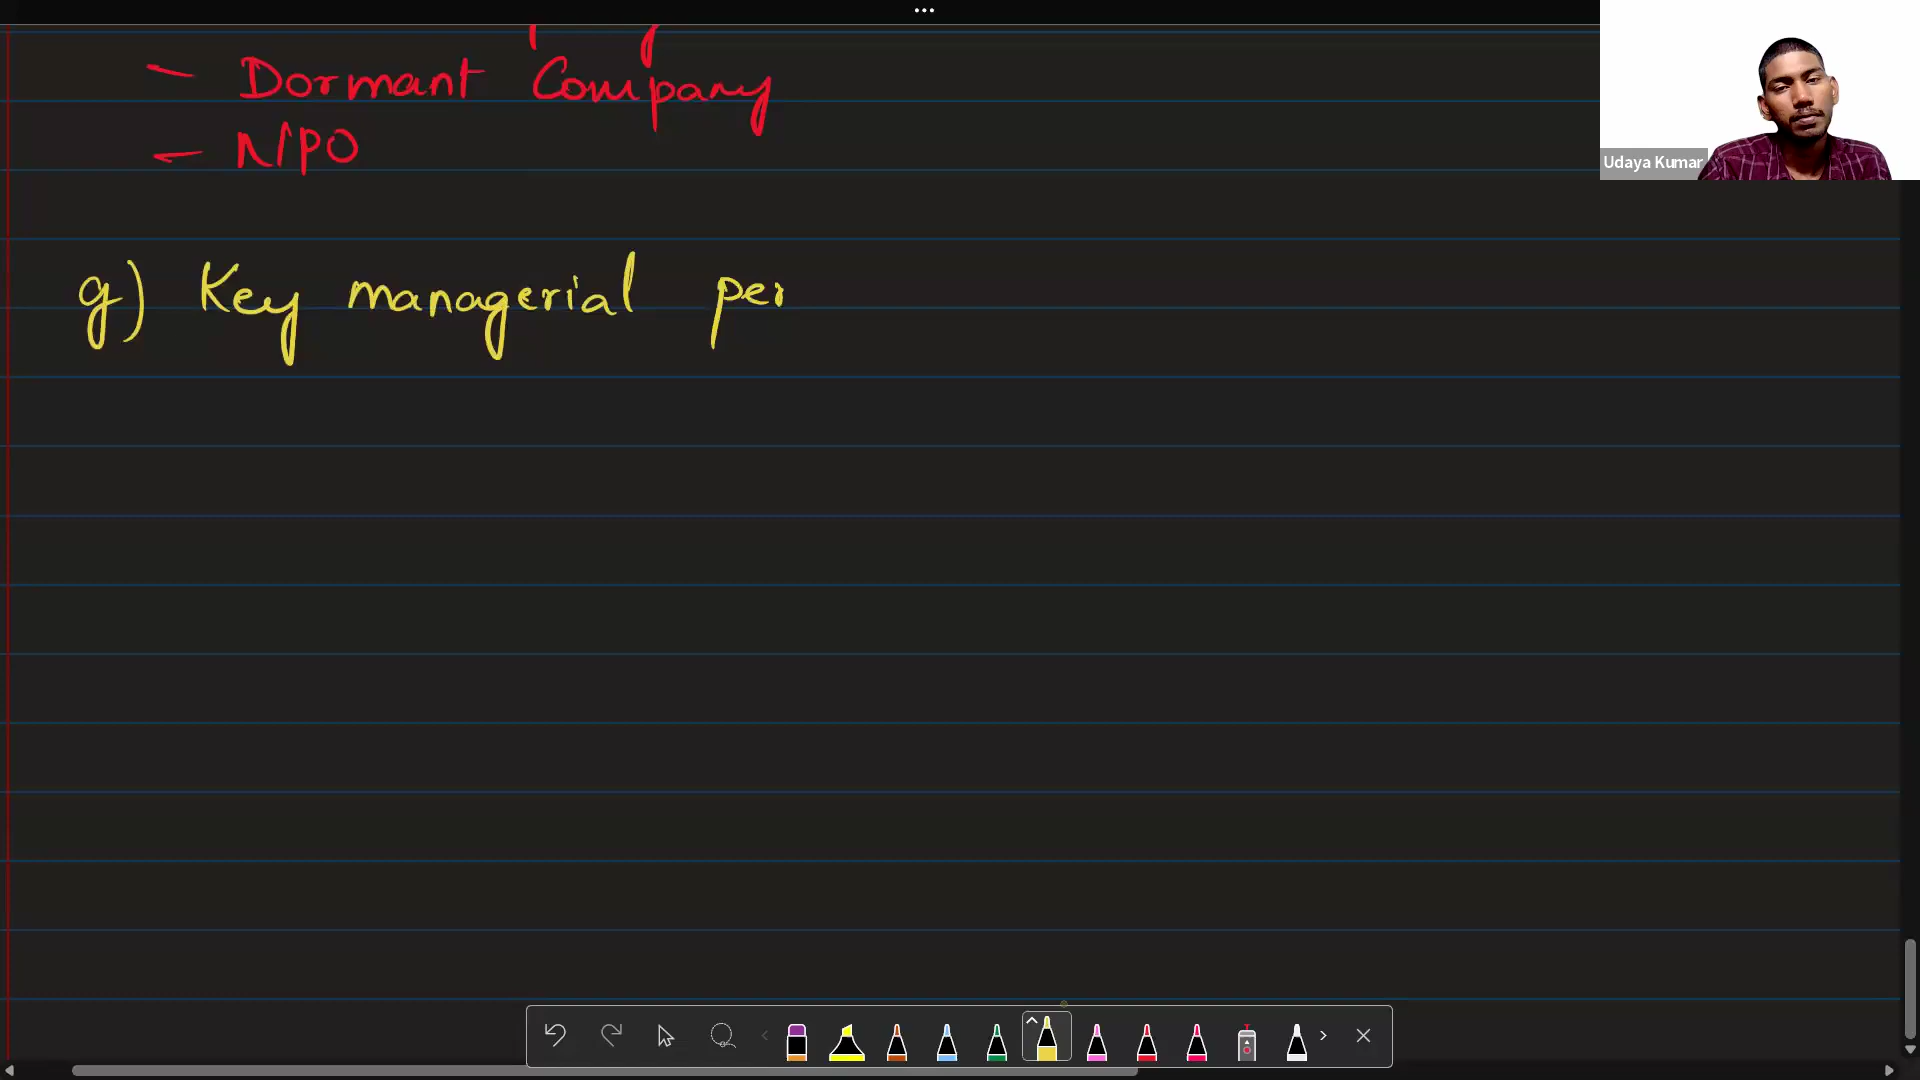 - Dormant Company
- NPO
g) Key managerial per
Udaya Kumar